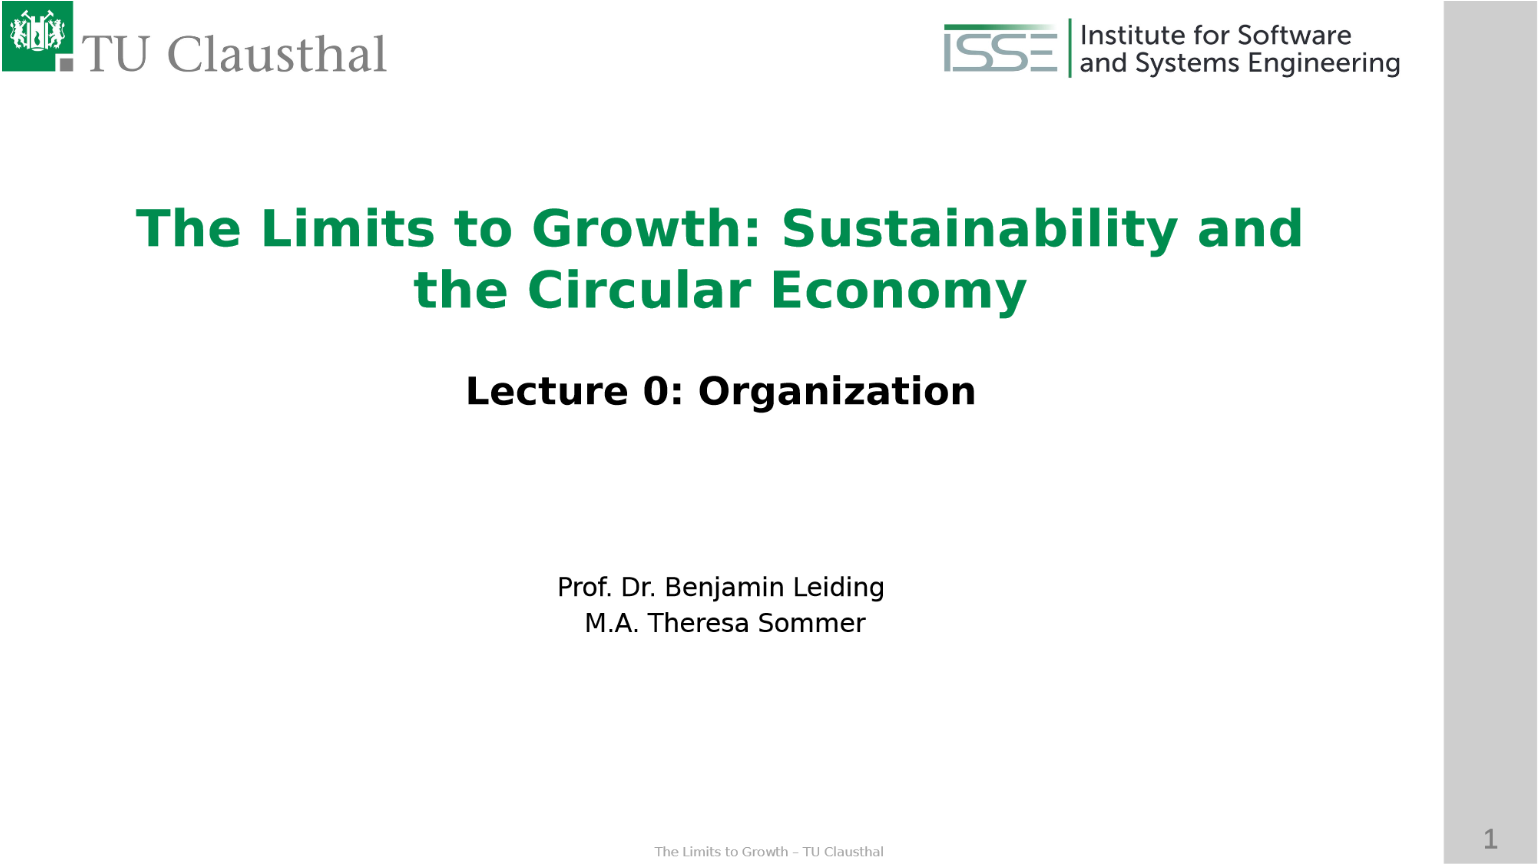 TU Clausthal
ISSE
Institute for Software
and Systems Engineering
The Limits to Growth: Sustainability and
the Circular Economy
Lecture 0: Organization
Prof. Dr. Benjamin Leiding
M.A. Theresa Sommer
The Limits to Growth – TU Clausthal
1